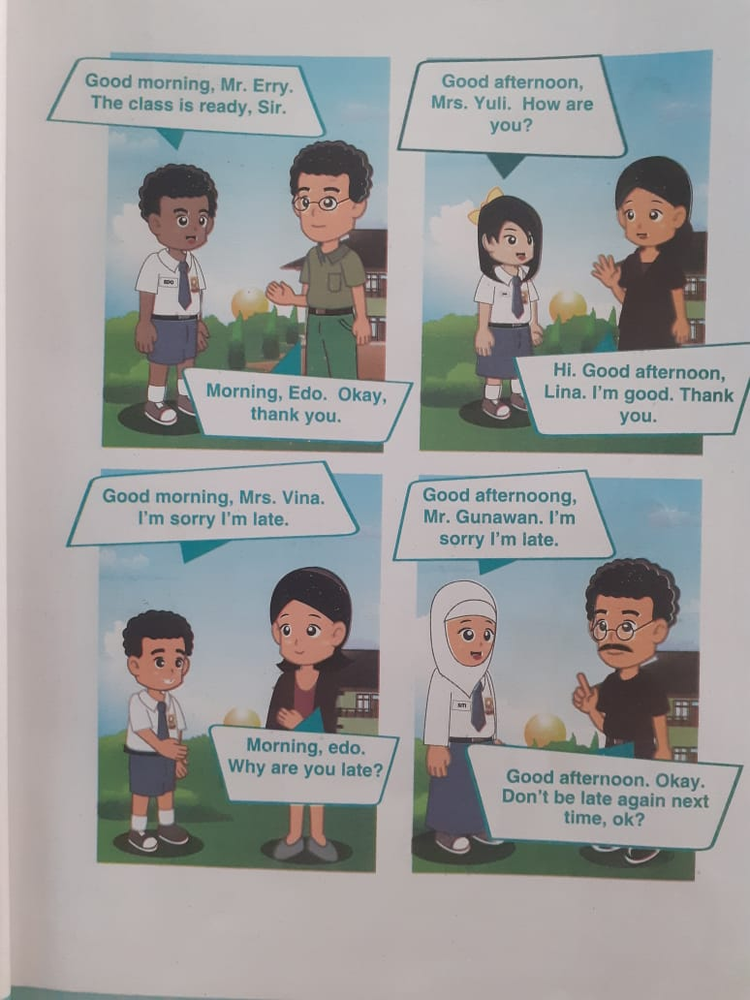 Good morning, Mr. Erry.
The class is ready, Sir.
EDO
Morning, Edo. Okay,
thank you.
Good afternoon,
Mrs. Yuli. How are
you?
Hi. Good afternoon,
Lina. I'm good. Thank
you.
Good morning, Mrs. Vina.
I'm sorry I'm late.
Morning, edo.
Why are you late?
Good afternoong,
Mr. Gunawan. I'm
sorry I'm late.
Good afternoon. Okay.
Don't be late again next
time, ok?